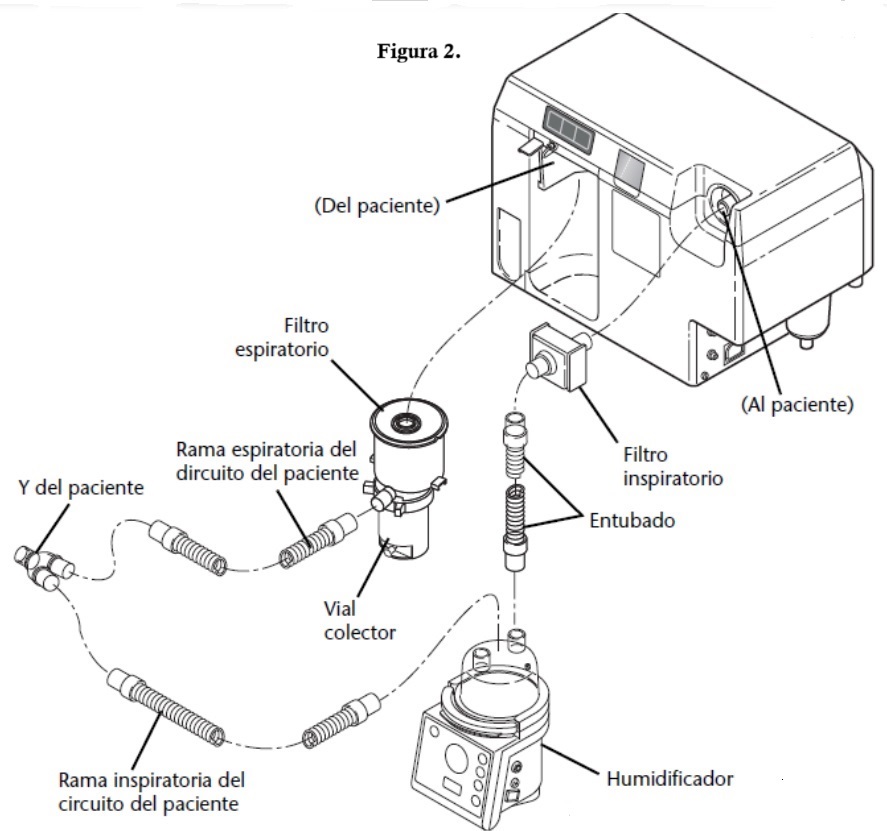 Figura 2.
(Del paciente)
Filtro
espiratorio
(Al paciente)
Rama espiratoria del
dircuito del paciente
Filtro
inspiratorio
Y del paciente
Entubado
Vial
colector
Rama inspiratoria del
circuito del paciente
Humidificador